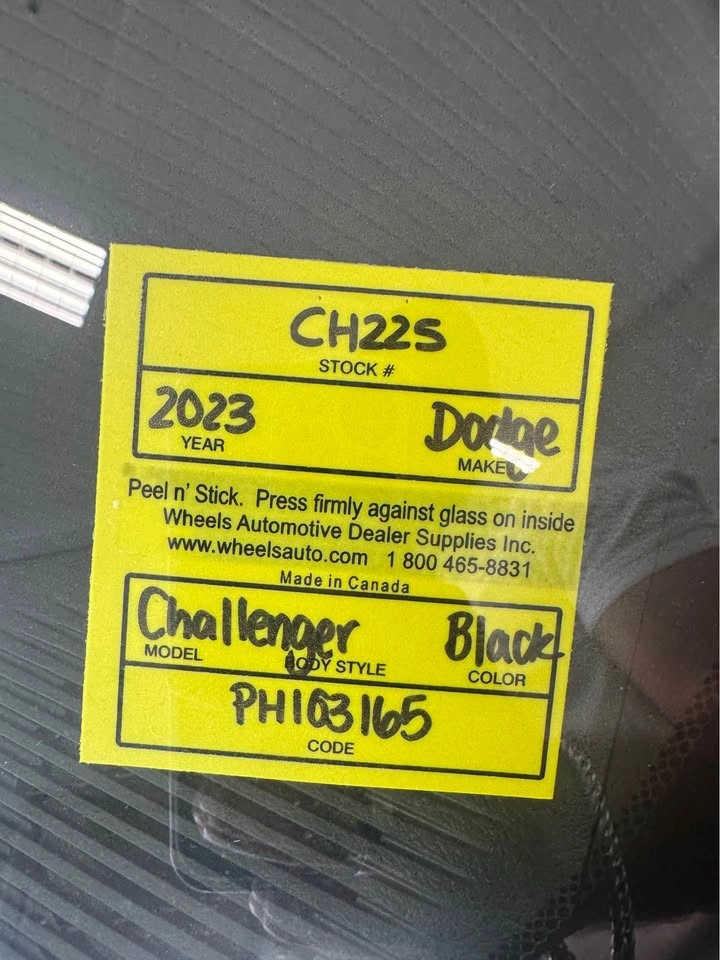 CH22S
STOCK #
2023 Dodge
YEAR MAKE
Peel n' Stick. Press firmly against glass on inside
Wheels Automotive Dealer Supplies Inc.
www.wheelsauto.com 1 800 465-8831
Made in Canada
Challenger Black
MODEL BODY STYLE COLOR
PH103165
CODE